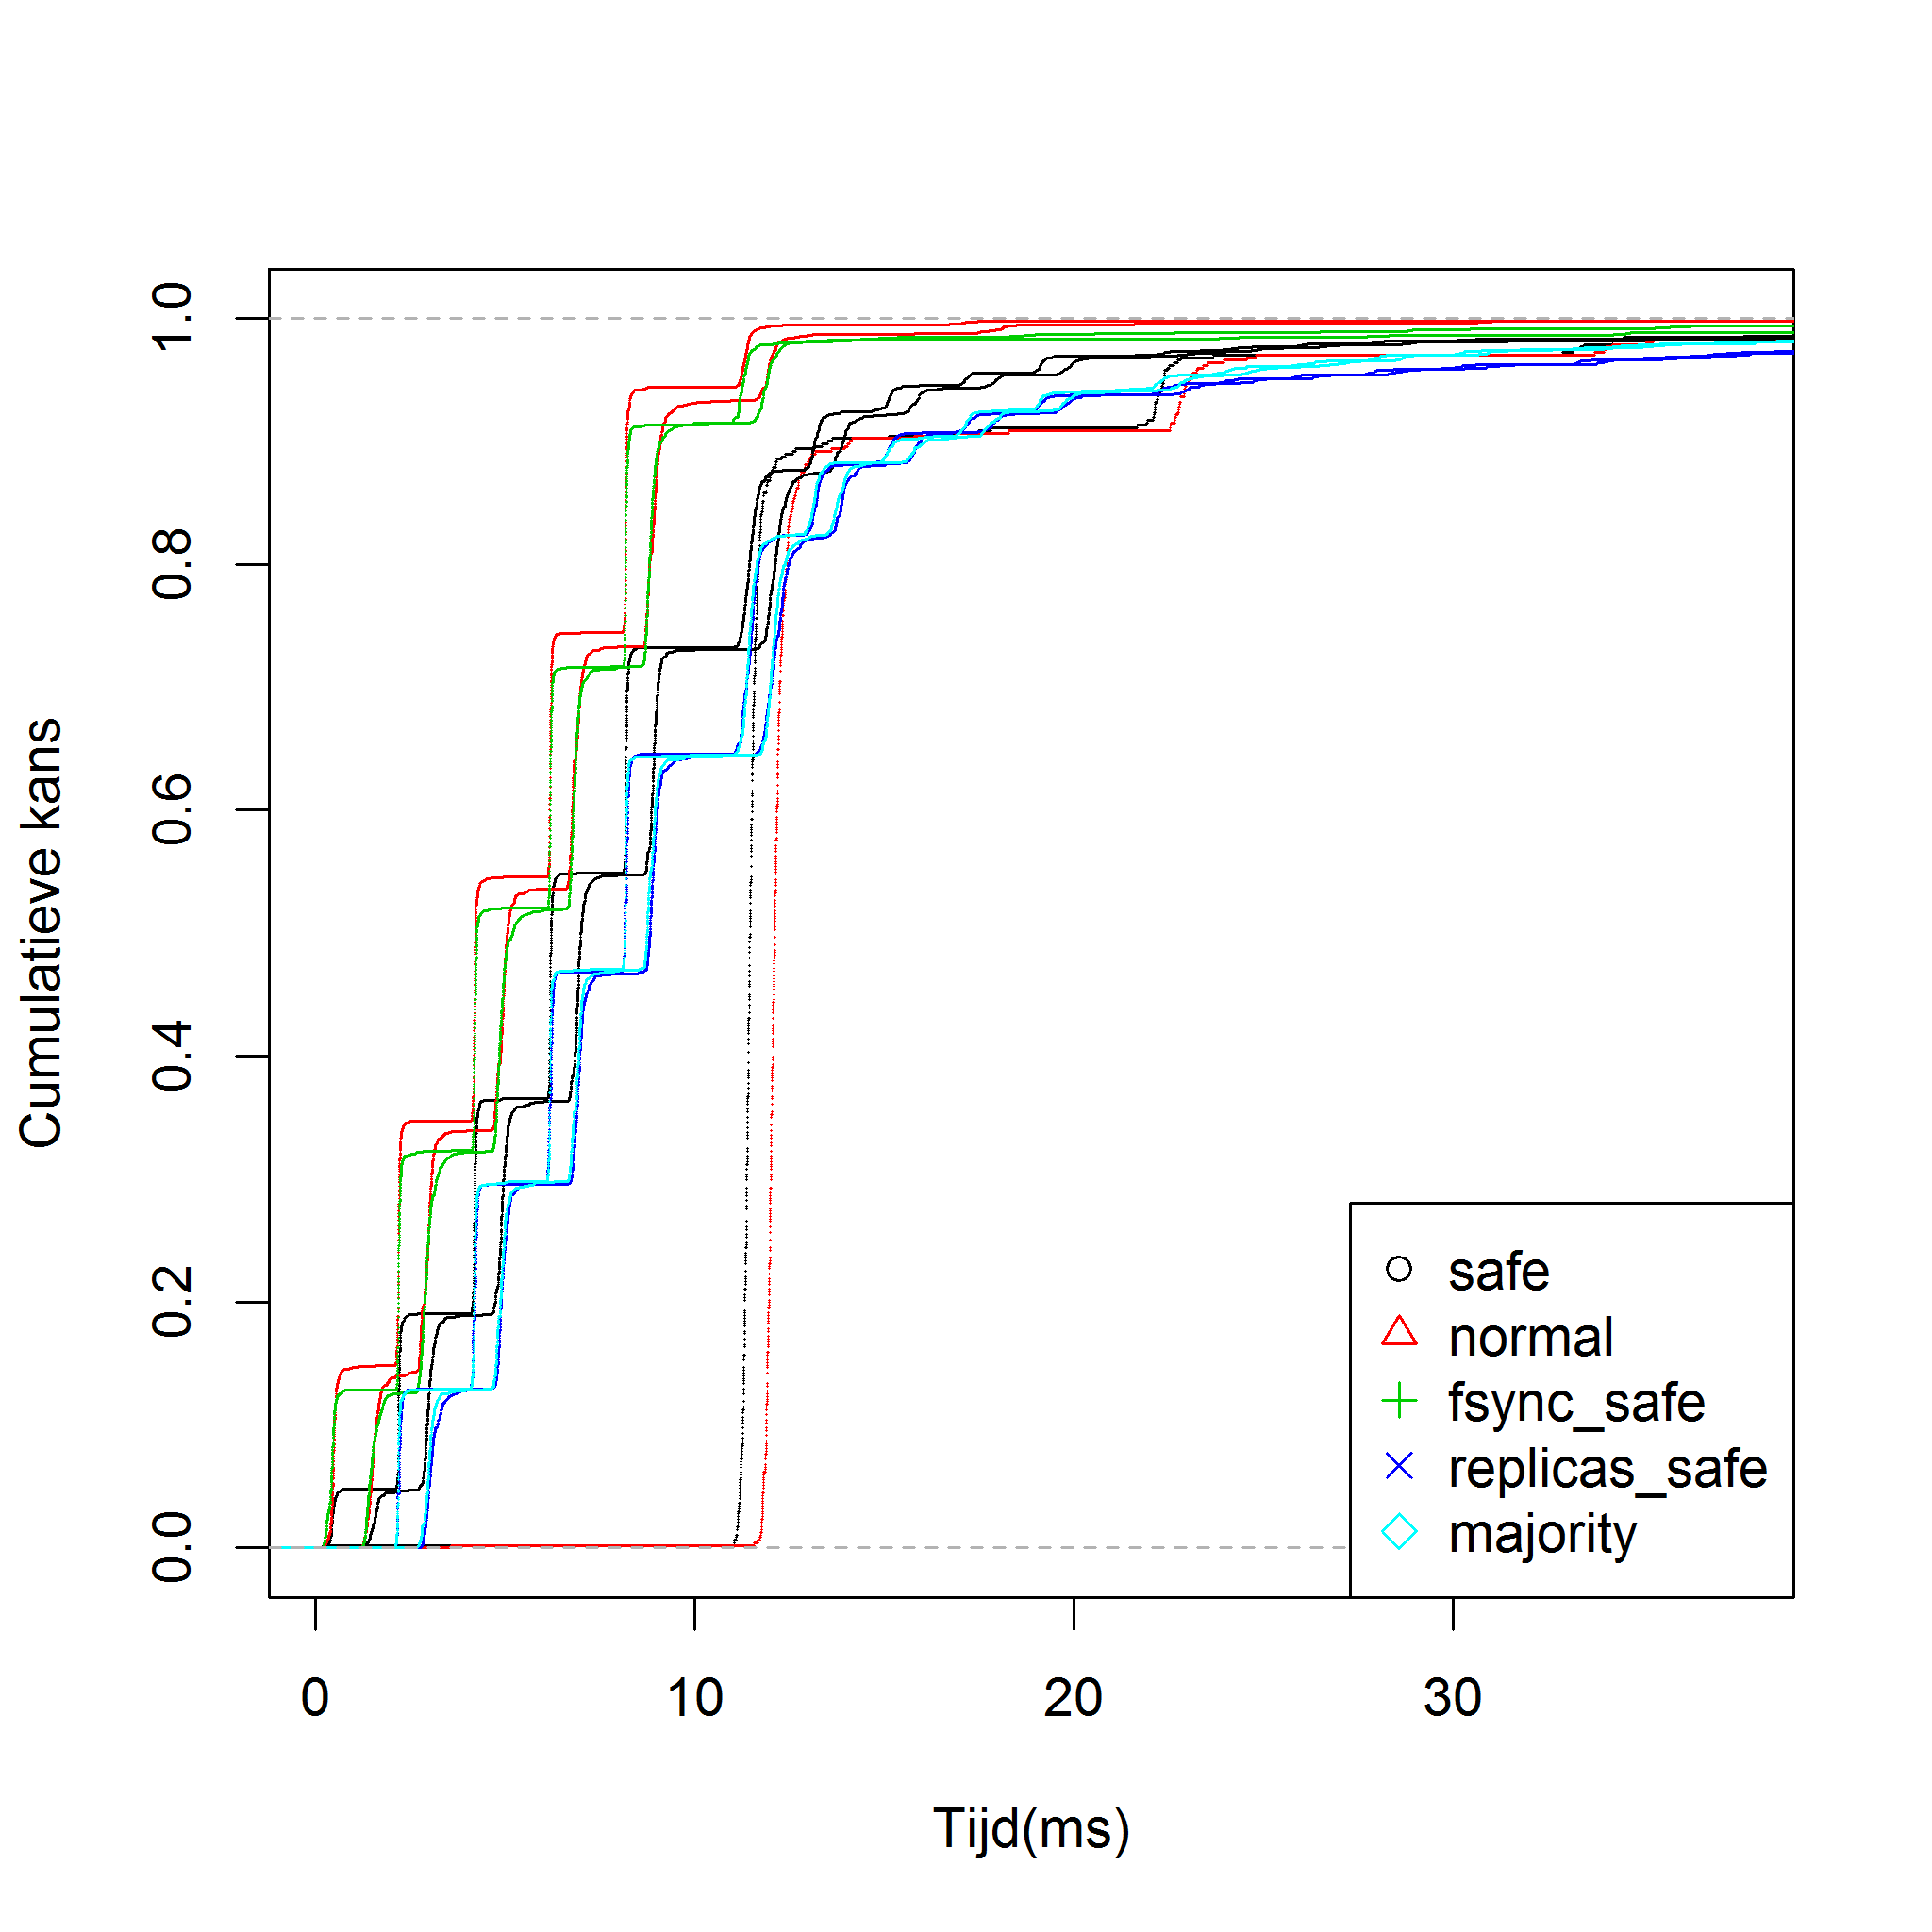 Cumulatieve kans
1.0
0.8
0.6
0.4
0.2
0.0
safe
normal
fsync_safe
replicas_safe
majority
0 10 20 30
Tijd(ms)